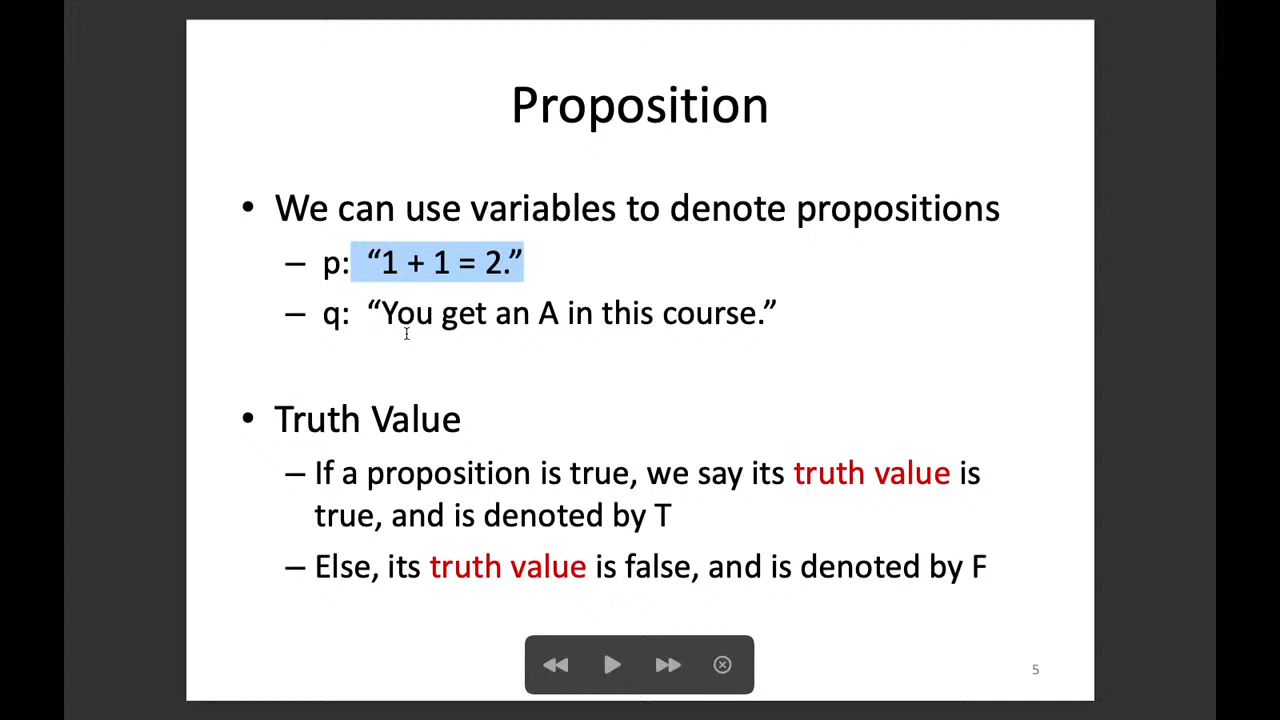 Proposition
• We can use variables to denote propositions
– p: “1 + 1 = 2.”
– q: “You get an A in this course.”
• Truth Value
– If a proposition is true, we say its truth value is
true, and is denoted by T
– Else, its truth value is false, and is denoted by F
5